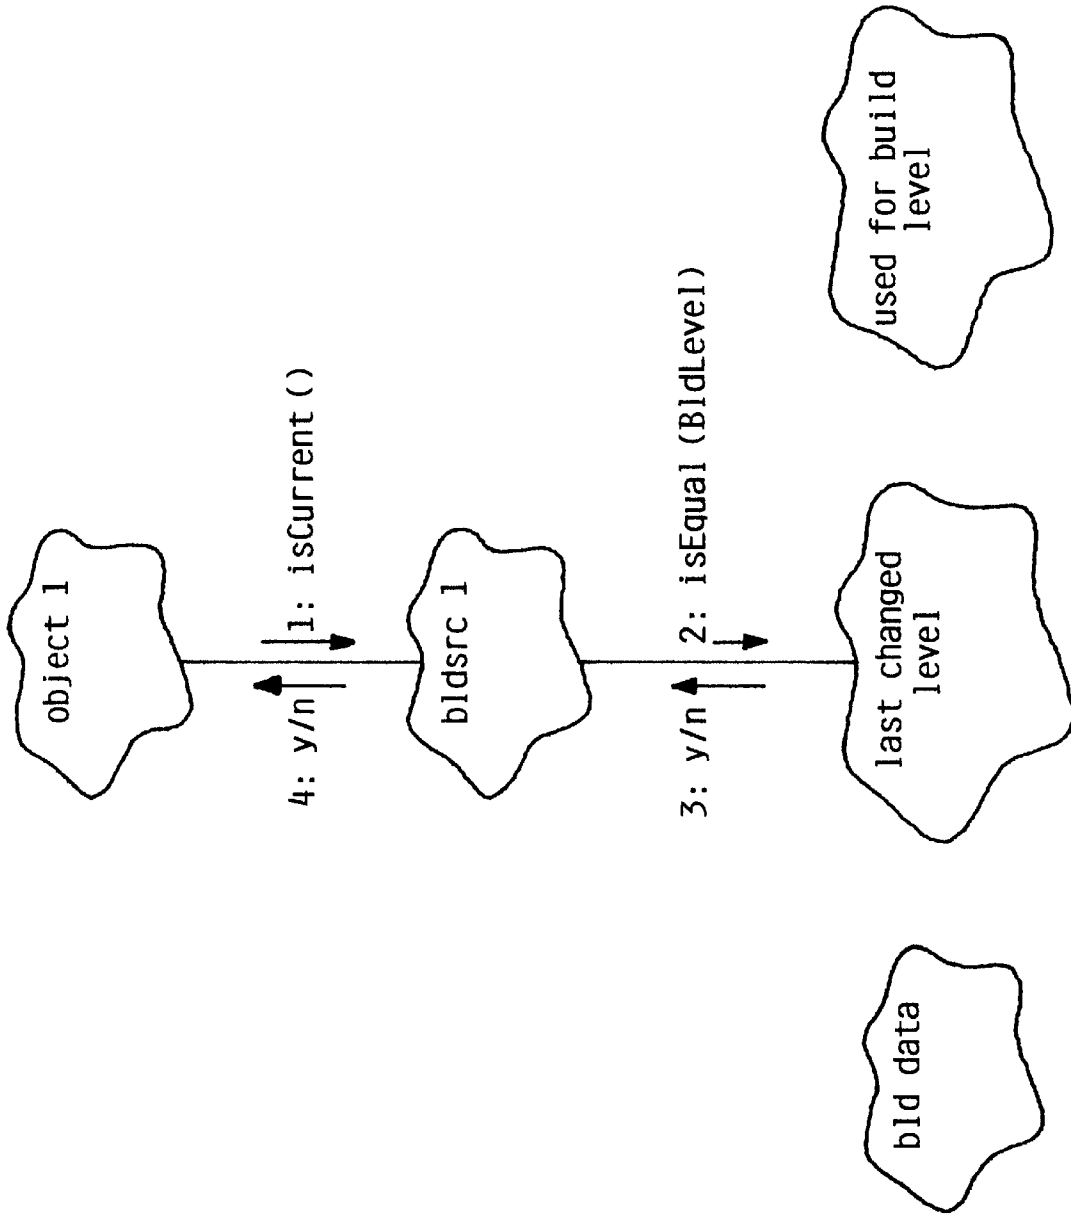 object 1
1: isCurrent ()
4: y/n
bldsrc 1
2: isEqual (BldLevel)
3: y/n
used for build
level
last changed
level
bld data